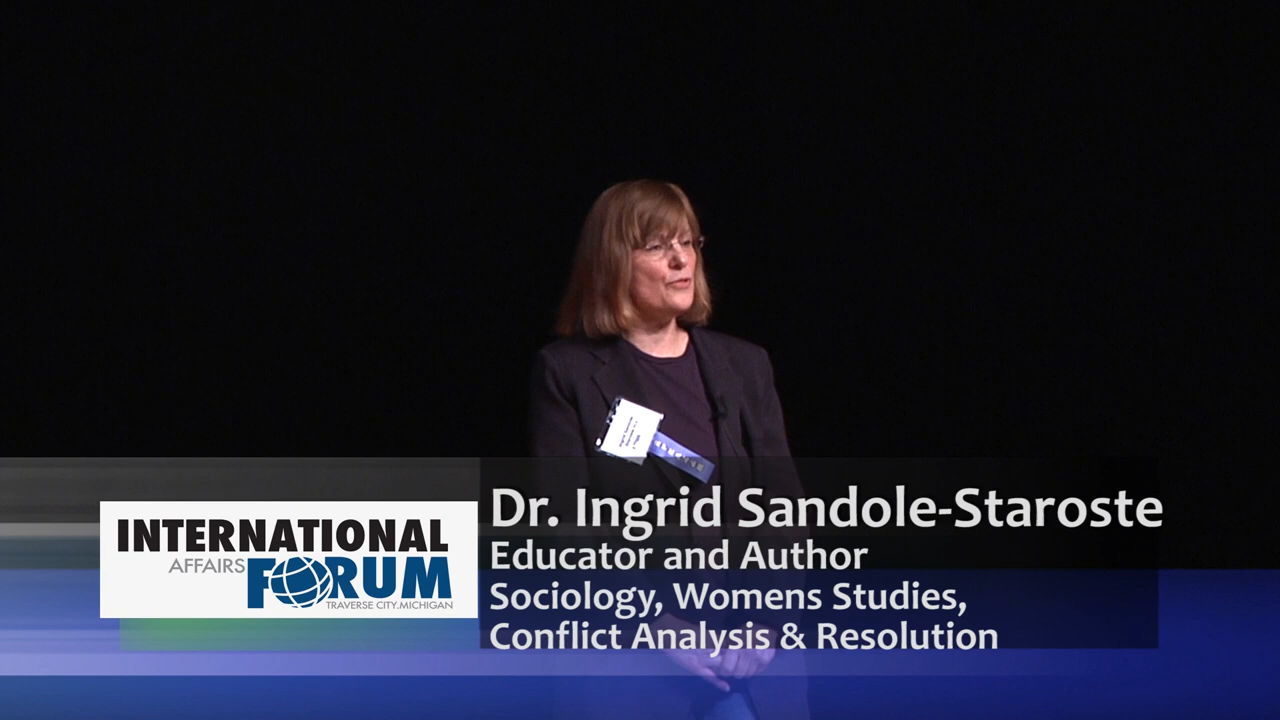 INTERNATIONAL
AFFAIRS
FORUM
TRAVERSE CITY.MICHIGAN
Dr. Ingrid Sandole-Staroste
Educator and Author
Sociology, Womens Studies,
Conflict Analysis & Resolution